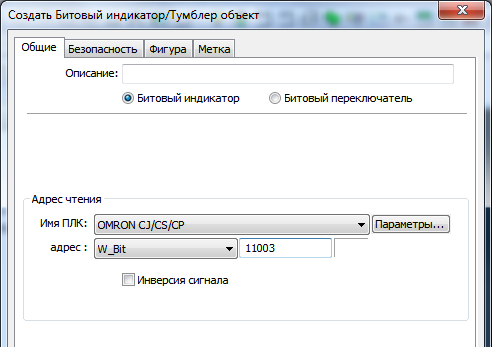 Создать Битовый индикатор/Тумблер объект
Общие Безопасность Фигура Метка
Описание:
Битовый индикатор Битовый переключатель
Адрес чтения
Имя ПЛК: OMRON CJ/CS/CP Параметры...
адрес : W_Bit 11003
Инверсия сигнала